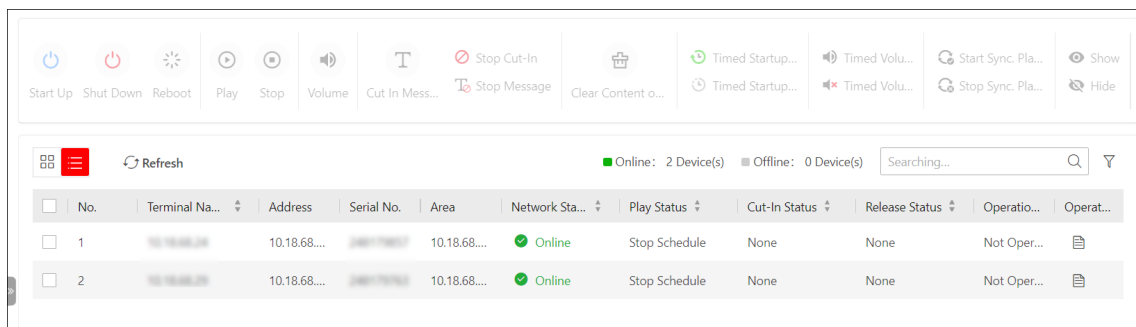 Start Up Shut Down Reboot Play Stop Volume Cut In Mess... Stop Cut-In Stop Message Clear Content o... Timed Startup... Timed Startup... Timed Volu... Timed Volu... Start Sync. Pla... Stop Sync. Pla... Show Hide
Refresh Online: 2 Device(s) Offline: 0 Device(s) Searching...
No. Terminal Na... Address Serial No. Area Network Sta... Play Status Cut-In Status Release Status Operatio... Operat...
1 10.18.68.... 10.18.68.... Online Stop Schedule None None Not Oper...
2 10.18.68.... 10.18.68.... Online Stop Schedule None None Not Oper...